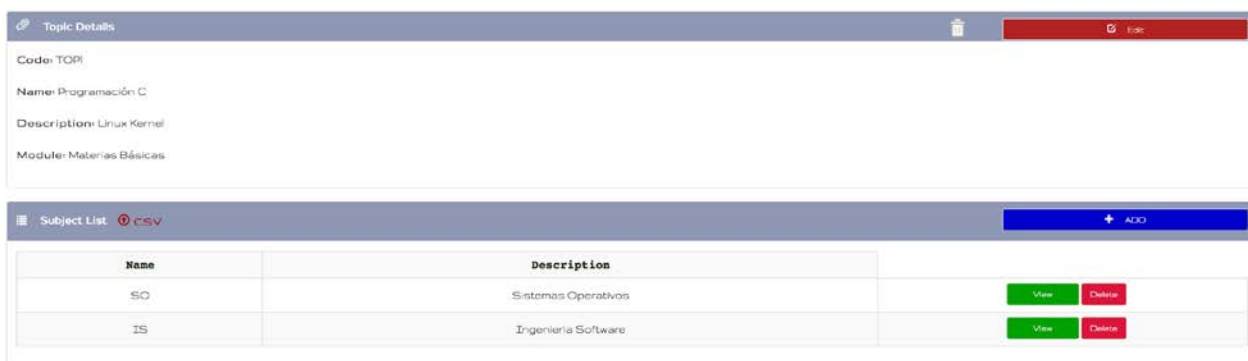 Topic Details
Edit
Code: TOPI
Name: Programación C
Description: Linux Kernel
Module: Materias Básicas
Subject List CSV
ADD
Name Description
SO Sistemas Operativos View Delete
IS Ingenieria Software View Delete